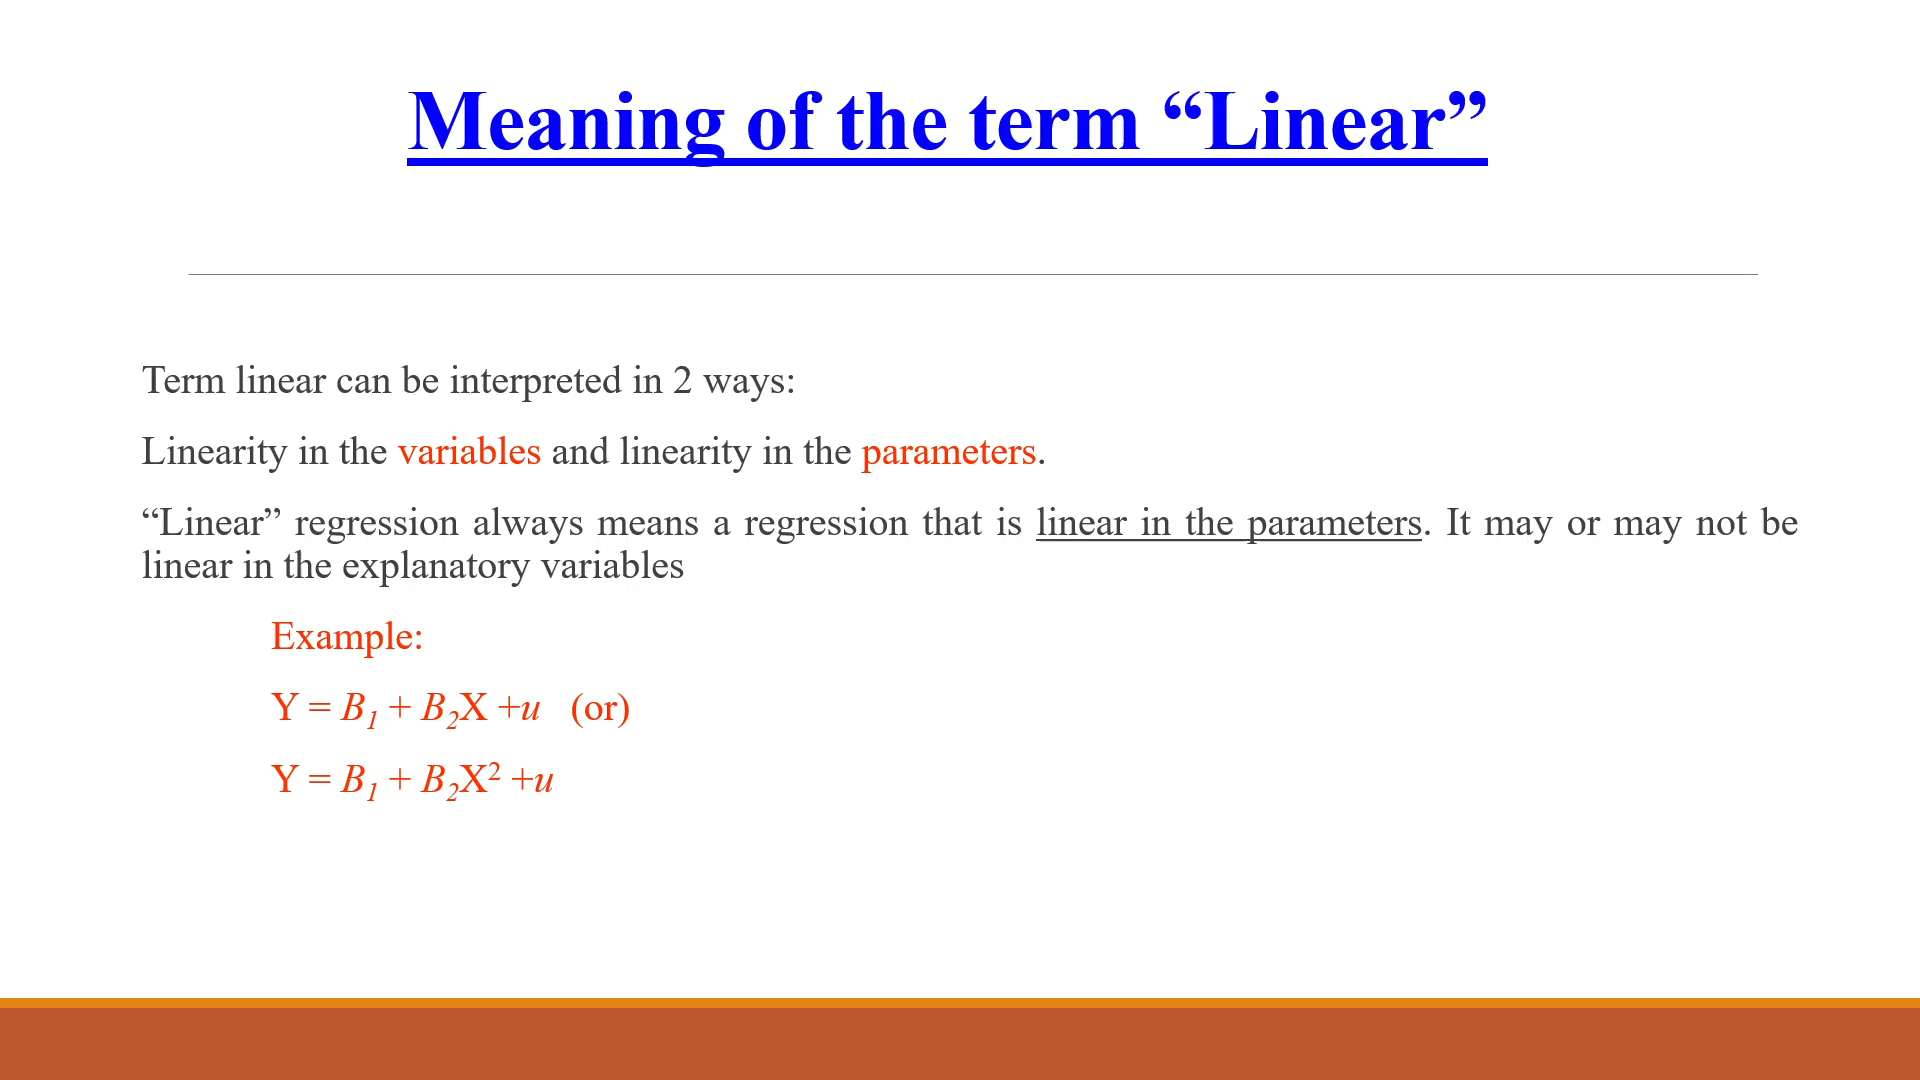 Meaning of the term “Linear”
Term linear can be interpreted in 2 ways:
Linearity in the variables and linearity in the parameters.
“Linear” regression always means a regression that is linear in the parameters. It may or may not be
linear in the explanatory variables
Example:
Y = B₁ + B₂X +u (or)
Y = B₁ + B₂X² +u